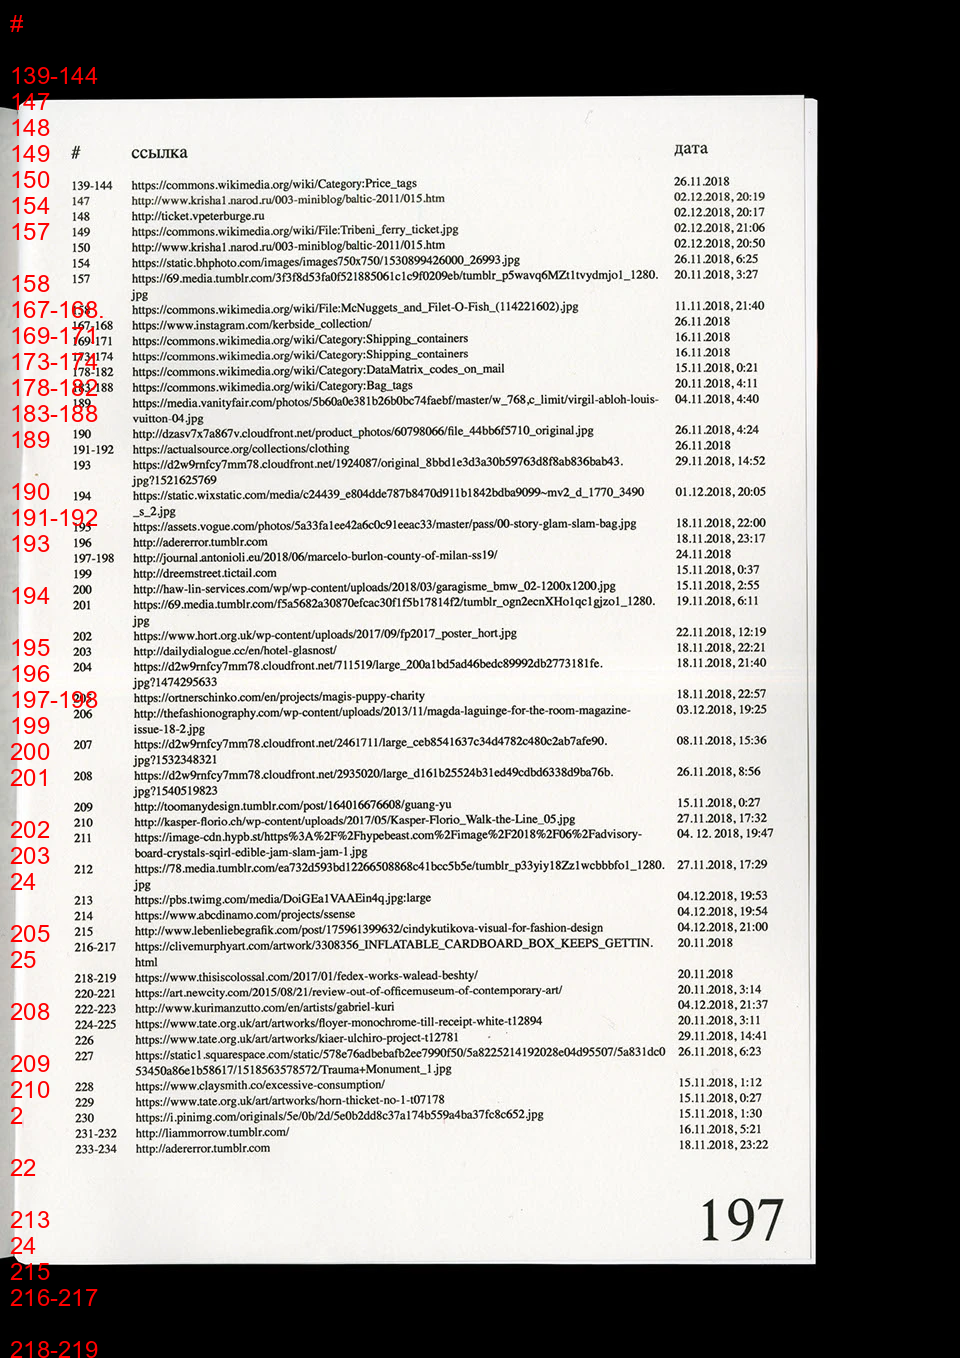 #
139-144
147
148
149
150
154
157
158
167-168.
169-171
173-174
178-182
183-188
189
190
191-192
193
194
195
196
197-198
199
200
201
202
203
24
205
25
208
209
210
2
22
213
24
215
216-217
218-219
# ссылка дата
139-144 https://commons.wikimedia.org/wiki/Category:Price_tags 26.11.2018
147 http://www.krisha1.narod.ru/003-miniblog/baltic-2011/015.htm 02.12.2018, 20:19
148 http://ticket.vpeterburge.ru 02.12.2018, 20:17
149 https://commons.wikimedia.org/wiki/File:Tribeni_ferry_ticket.jpg 02.12.2018, 21:06
150 http://www.krisha1.narod.ru/003-miniblog/baltic-2011/015.htm 02.12.2018, 20:50
154 https://static.bhphoto.com/images/images750x750/1530899426000_26993.jpg 26.11.2018, 6:25
157 https://69.media.tumblr.com/3f3f8d53fa0f521885061c1c9f0209eb/tumblr_p5wavq6MZt1tvydmjo1_1280. 20.11.2018, 3:27
jpg
158 https://commons.wikimedia.org/wiki/File:McNuggets_and_Filet-O-Fish_(114221602).jpg 11.11.2018, 21:40
167-168 https://www.instagram.com/kerbside_collection/ 26.11.2018
169-171 https://commons.wikimedia.org/wiki/Category:Shipping_containers 16.11.2018
173-174 https://commons.wikimedia.org/wiki/Category:Shipping_containers 16.11.2018
178-182 https://commons.wikimedia.org/wiki/Category:DataMatrix_codes_on_mail 15.11.2018, 0:21
183-188 https://commons.wikimedia.org/wiki/Category:Bag_tags 20.11.2018, 4:11
189 https://media.vanityfair.com/photos/5b60a0e381b26b0bc74faebf/master/w_768,c_limit/virgil-abloh-louis- 04.11.2018, 4:40
vuitton-04.jpg
190 http://dzasv7x7a867v.cloudfront.net/product_photos/60798066/file_44bb6f5710_original.jpg 26.11.2018, 4:24
191-192 https://actualsource.org/collections/clothing 26.11.2018
193 https://d2w9rnfcy7mm78.cloudfront.net/1924087/original_8bbd1e3d3a30b59763d8f8ab836bab43. 29.11.2018, 14:52
jpg?1521625769
194 https://static.wixstatic.com/media/c24439_e804dde787b8470d911b1842bdba9099~mv2_d_1770_3490 01.12.2018, 20:05
_s_2.jpg
195 https://assets.vogue.com/photos/5a33fa1ee42a6c0c91eeac33/master/pass/00-story-glam-slam-bag.jpg 18.11.2018, 22:00
196 http://adererror.tumblr.com 18.11.2018, 23:17
197-198 http://journal.antonioli.eu/2018/06/marcelo-burlon-county-of-milan-ss19/ 24.11.2018
199 http://dreemstreet.tictail.com 15.11.2018, 0:37
200 http://haw-lin-services.com/wp/wp-content/uploads/2018/03/garagisme_bmw_02-1200x1200.jpg 15.11.2018, 2:55
201 https://69.media.tumblr.com/f5a5682a30870efcac30f1f5b17814f2/tumblr_ogn2ecnXHo1qc1gjzo1_1280. 19.11.2018, 6:11
jpg
202 https://www.hort.org.uk/wp-content/uploads/2017/09/fp2017_poster_hort.jpg 22.11.2018, 12:19
203 http://dailydialogue.cc/en/hotel-glasnost/ 18.11.2018, 22:21
204 https://d2w9rnfcy7mm78.cloudfront.net/711519/large_200a1bd5ad46bedc89992db2773181fe. 18.11.2018, 21:40
jpg?1474295633
205 https://ortnerschinko.com/en/projects/magis-puppy-charity 18.11.2018, 22:57
206 http://thefashionography.com/wp-content/uploads/2013/11/magda-laguinge-for-the-room-magazine- 03.12.2018, 19:25
issue-18-2.jpg
207 https://d2w9rnfcy7mm78.cloudfront.net/2461711/large_ceb8541637c34d4782c480c2ab7afe90. 08.11.2018, 15:36
jpg?1532348321
208 https://d2w9rnfcy7mm78.cloudfront.net/2935020/large_d161b25524b31ed49cdbd6338d9ba76b. 26.11.2018, 8:56
jpg?1540519823
209 http://toomanydesign.tumblr.com/post/164016676608/guang-yu 15.11.2018, 0:27
210 http://kasper-florio.ch/wp-content/uploads/2017/05/Kasper-Florio_Walk-the-Line_05.jpg 27.11.2018, 17:32
211 https://image-cdn.hypb.st/https%3A%2F%2Fhypebeast.com%2Fimage%2F2018%2F06%2Fadvisory- 04. 12. 2018, 19:47
board-crystals-sqirl-edible-jam-slam-jam-1.jpg
212 https://78.media.tumblr.com/ea732d593bd12266508868c41bcc5b5e/tumblr_p33yiy18Zz1wcbbbfo1_1280. 27.11.2018, 17:29
jpg
213 https://pbs.twimg.com/media/DoiGEa1VAAEin4q.jpg:large 04.12.2018, 19:53
214 https://www.abcdinamo.com/projects/ssense 04.12.2018, 19:54
215 http://www.lebenliebegrafik.com/post/175961399632/cindykutikova-visual-for-fashion-design 04.12.2018, 21:00
216-217 https://clivemurphyart.com/artwork/3308356_INFLATABLE_CARDBOARD_BOX_KEEPS_GETTIN. 20.11.2018
html
218-219 https://www.thisiscolossal.com/2017/01/fedex-works-walead-beshty/ 20.11.2018
220-221 https://art.newcity.com/2015/08/21/review-out-of-officemuseum-of-contemporary-art/ 20.11.2018, 3:14
222-223 http://www.kurimanzutto.com/en/artists/gabriel-kuri 04.12.2018, 21:37
224-225 https://www.tate.org.uk/art/artworks/floyer-monochrome-till-receipt-white-t12894 20.11.2018, 3:11
226 https://www.tate.org.uk/art/artworks/kiaer-ulchiro-project-t12781 29.11.2018, 14:41
227 https://static1.squarespace.com/static/578e76adbebafb2ee7990f50/5a8225214192028e04d95507/5a831dc0 26.11.2018, 6:23
53450a86e1b58617/1518563578572/Trauma+Monument_1.jpg
228 https://www.claysmith.co/excessive-consumption/ 15.11.2018, 1:12
229 https://www.tate.org.uk/art/artworks/horn-thicket-no-1-t07178 15.11.2018, 0:27
230 https://i.pinimg.com/originals/5e/0b/2d/5e0b2dd8c37a174b559a4ba37fc8c652.jpg 15.11.2018, 1:30
231-232 http://liammorrow.tumblr.com/ 16.11.2018, 5:21
233-234 http://adererror.tumblr.com 18.11.2018, 23:22
197